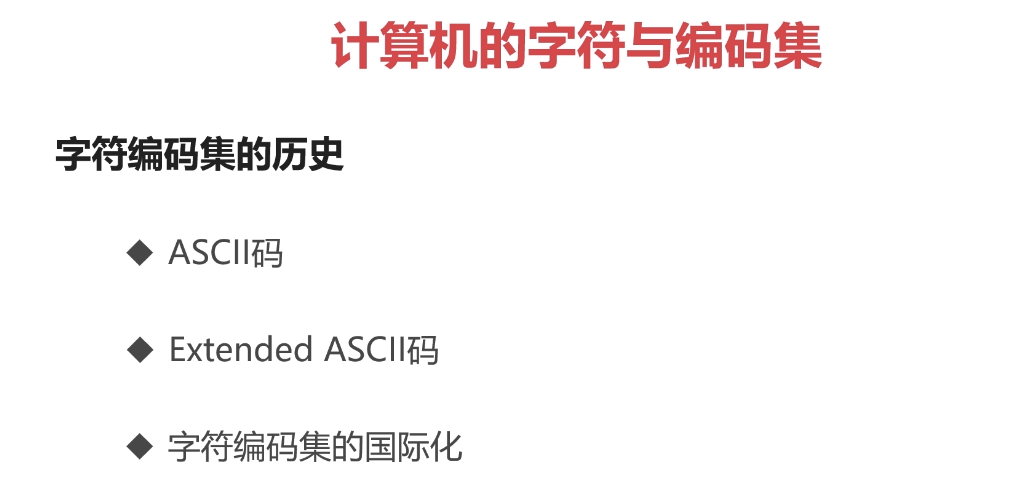 计算机的字符与编码集
字符编码集的历史
◆ ASCII码
◆ Extended ASCII码
◆ 字符编码集的国际化